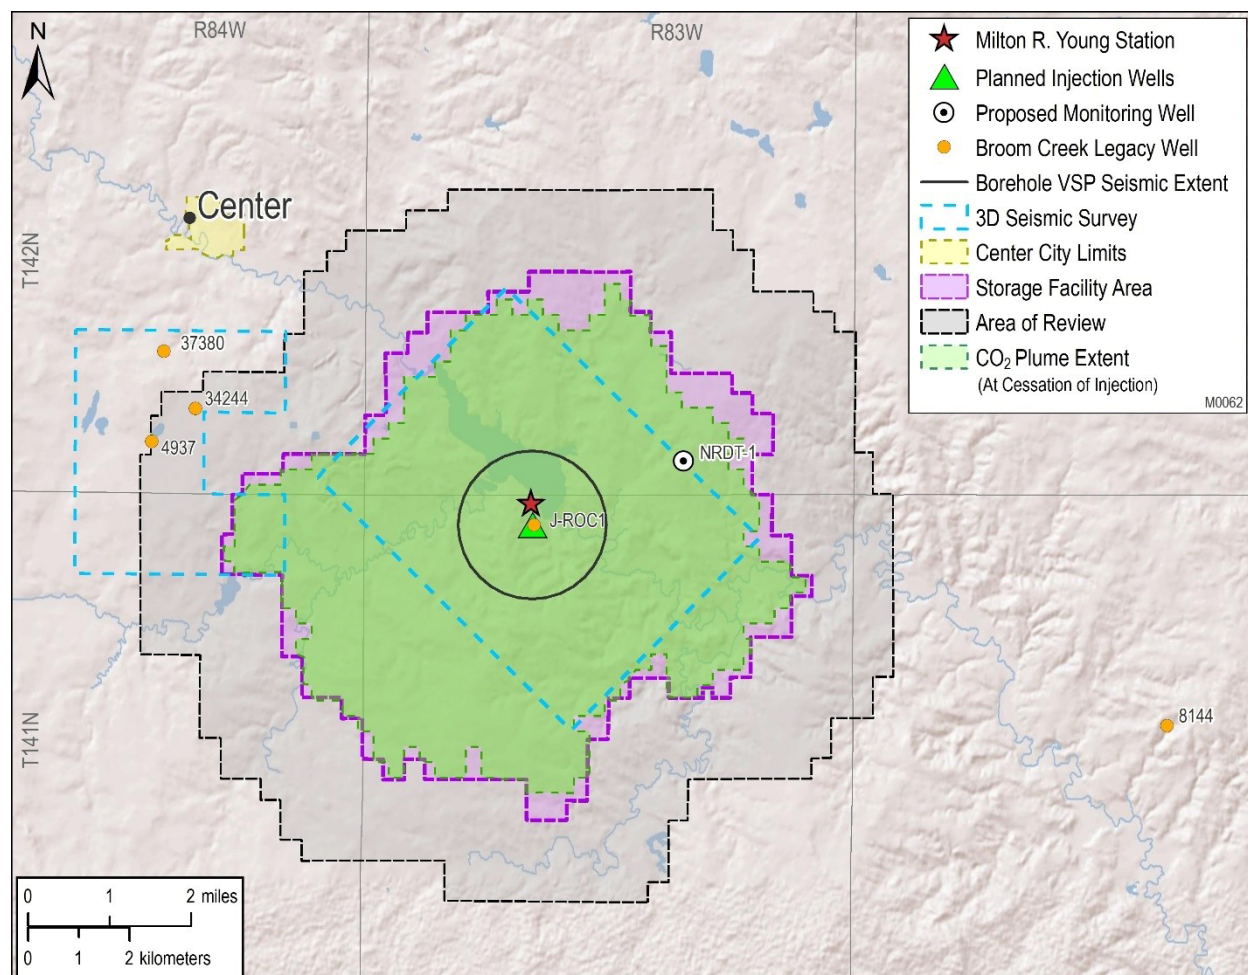 R84W
R83W
N
T142N
T141N
Center
37380
34244
4937
NRDT-1
J-ROC1
8144
Milton R. Young Station
Planned Injection Wells
Proposed Monitoring Well
Broom Creek Legacy Well
Borehole VSP Seismic Extent
3D Seismic Survey
Center City Limits
Storage Facility Area
Area of Review
CO₂ Plume Extent
(At Cessation of Injection)
M0062
0 1 2 miles
0 1 2 kilometers